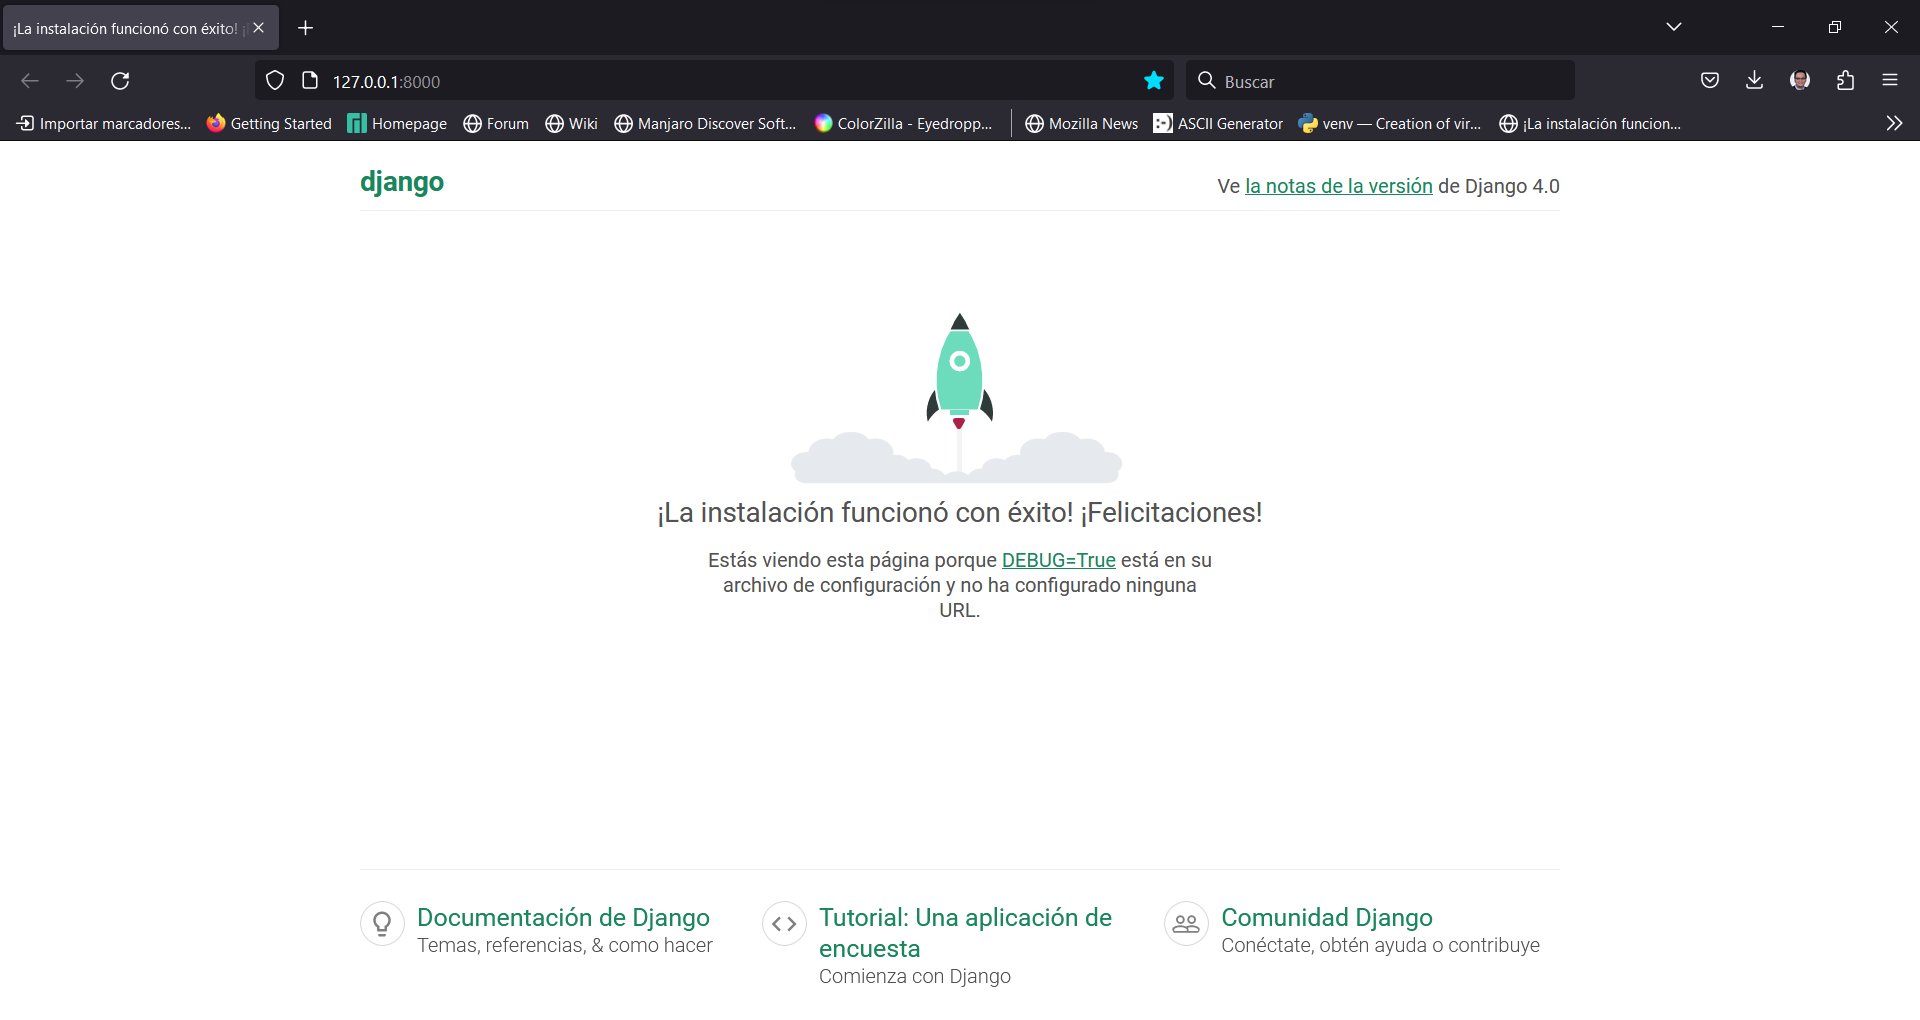 ¡La instalación funcionó con éxito! ¡
127.0.0.1:8000
Buscar
Importar marcadores...
Getting Started
Homepage
Forum
Wiki
Manjaro Discover Soft...
ColorZilla - Eyedropp...
Mozilla News
ASCII Generator
venv — Creation of vir...
¡La instalación funcion...
django
Ve la notas de la versión de Django 4.0
¡La instalación funcionó con éxito! ¡Felicitaciones!
Estás viendo esta página porque DEBUG=True está en su
archivo de configuración y no ha configurado ninguna
URL.
Documentación de Django
Temas, referencias, & como hacer
Tutorial: Una aplicación de
encuesta
Comienza con Django
Comunidad Django
Conéctate, obtén ayuda o contribuye